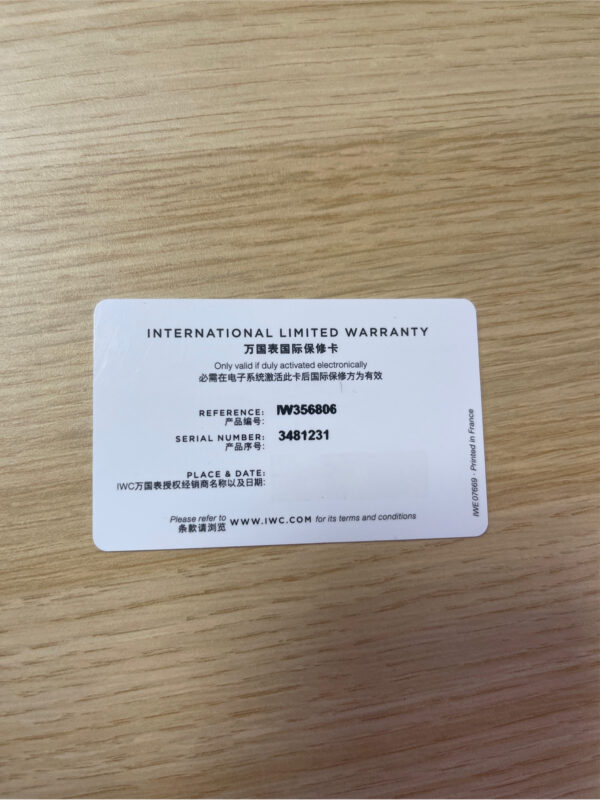 INTERNATIONAL LIMITED WARRANTY
万国表国际保修卡
Only valid if duly activated electronically
必需在电子系统激活此卡后国际保修方为有效
REFERENCE: IW356806
产品编号:
SERIAL NUMBER: 3481231
产品序号:
PLACE & DATE:
IWC万国表授权经销商名称以及日期:
Please refer to WWW.IWC.COM for its terms and conditions
条款请浏览
IWE 07669 - Printed in France